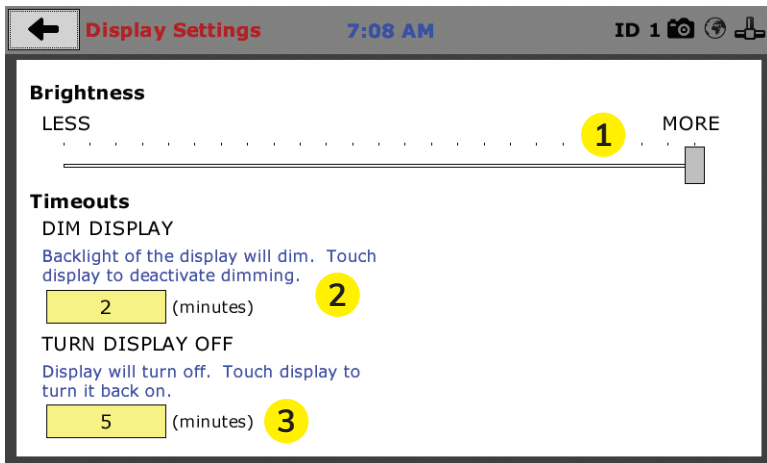 Display Settings 7:08 AM ID 1
Brightness
LESS 1 MORE
Timeouts
DIM DISPLAY
Backlight of the display will dim. Touch
display to deactivate dimming.
2 (minutes) 2
TURN DISPLAY OFF
Display will turn off. Touch display to
turn it back on.
5 (minutes) 3